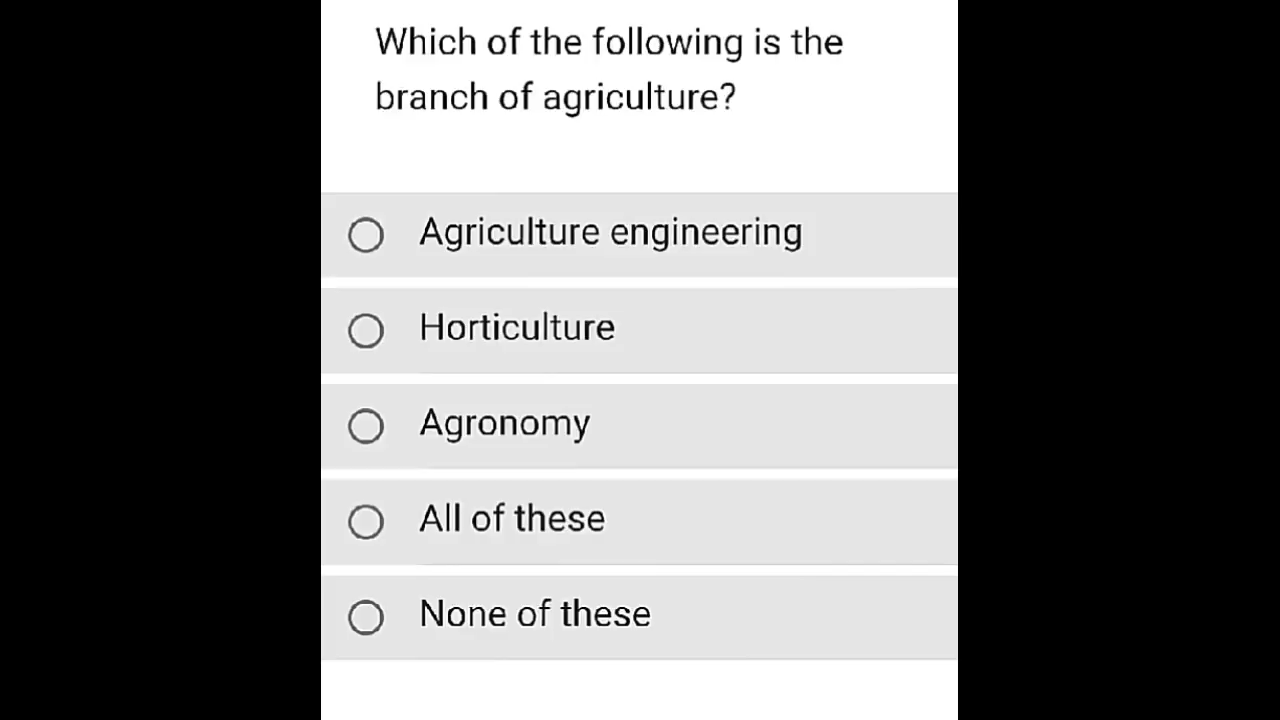 Which of the following is the
branch of agriculture?
Agriculture engineering
Horticulture
Agronomy
All of these
None of these